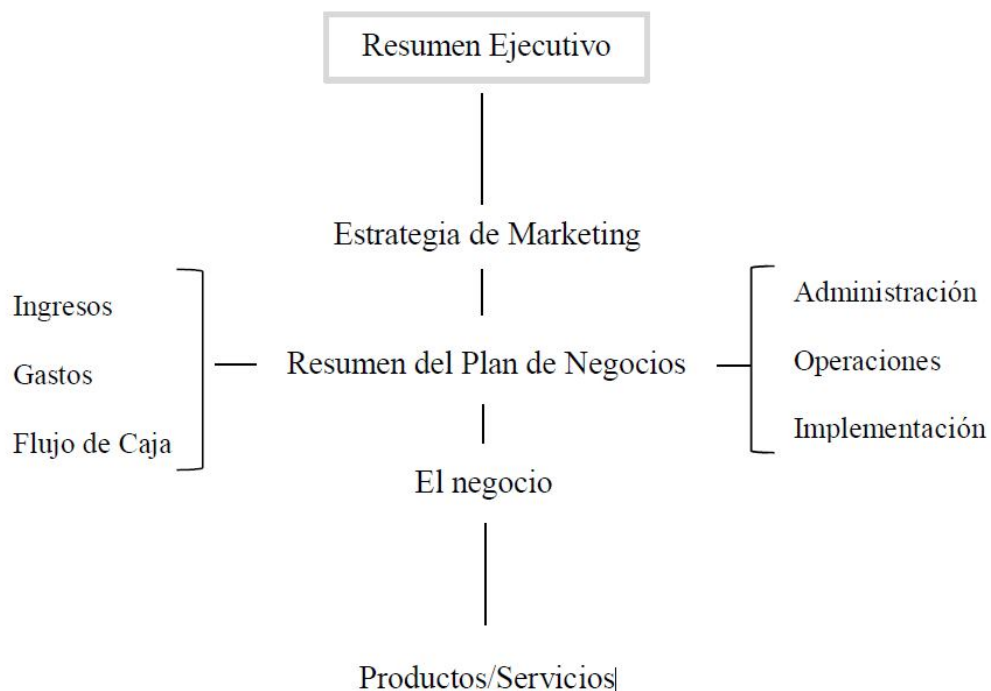 Resumen Ejecutivo
Estrategia de Marketing
Ingresos
Gastos
Flujo de Caja
Resumen del Plan de Negocios
Administración
Operaciones
Implementación
El negocio
Productos/Servicios